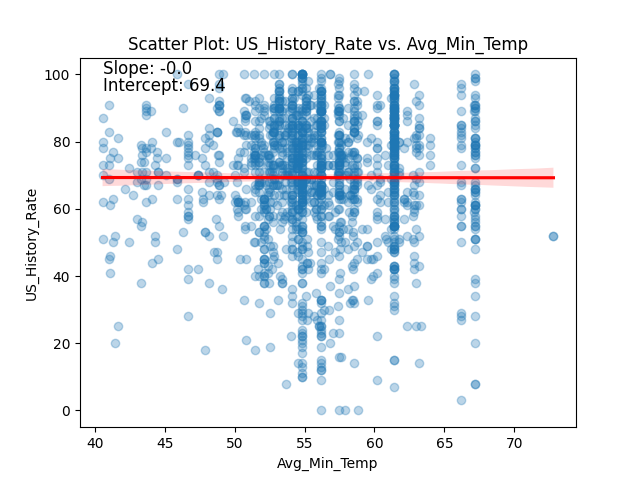 Scatter Plot: US_History_Rate vs. Avg_Min_Temp
Slope: -0.0
Intercept: 69.4
100
80
60
40
20
0
US_History_Rate
40
45
50
55
60
65
70
Avg_Min_Temp